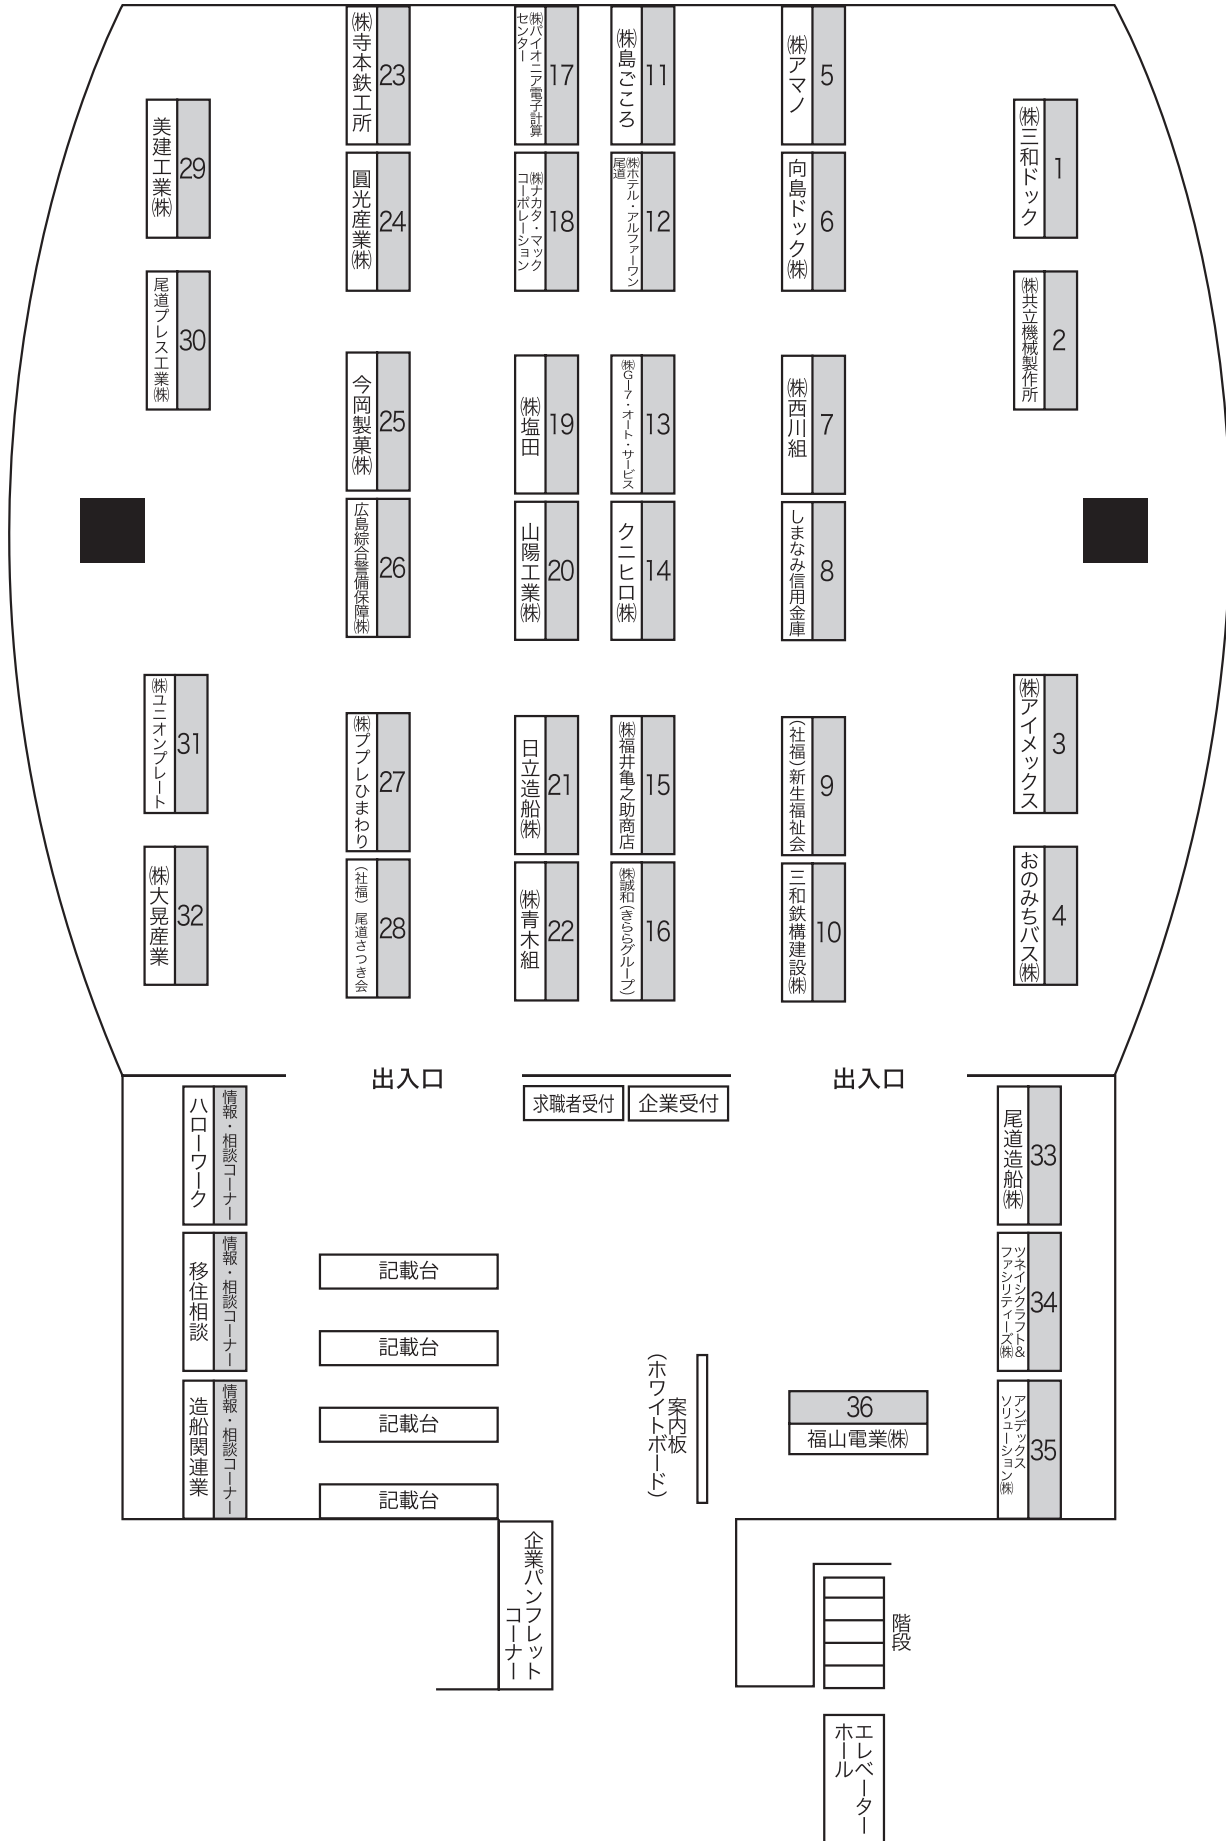 ㈱寺本鉄工所
23
㈱パイオニア電子計算
センター
17
㈱島ごころ
11
㈱アマノ
5
美建工業㈱
29
㈱三和ドック
1
圓光産業㈱
24
㈱ナカタ・マック
コーポレーション
18
㈱ホテル・アルファーワン
尾道
12
向島ドック㈱
6
尾道プレス工業㈱
30
㈱共立機械製作所
2
今岡製菓㈱
25
㈱塩田
19
㈱G-7・オート・サービス
13
㈱西川組
7
広島綜合警備保障㈱
26
山陽工業㈱
20
クニヒロ㈱
14
しまなみ信用金庫
8
㈱ユニオンプレート
31
㈱ププレひまわり
27
日立造船㈱
21
㈱福井亀之助商店
15
(社福)新生福祉会
9
㈱アイメックス
3
㈱大晃産業
32
(社福)尾道さつき会
28
㈱青木組
22
㈱誠和(きららグループ)
16
三和鉄構建設㈱
10
おのみちバス㈱
4
出入口
出入口
求職者受付
企業受付
ハローワーク
情報・相談コーナー
移住相談
情報・相談コーナー
造船関連業
情報・相談コーナー
記載台
記載台
記載台
記載台
案内板
(ホワイトボード)
尾道造船㈱
33
ツネイシクラフト&
ファシリティーズ㈱
34
アンデックス
ソリューション㈱
35
36
福山電業㈱
企業パンフレット
コーナー
階段
エレベーター
ホール